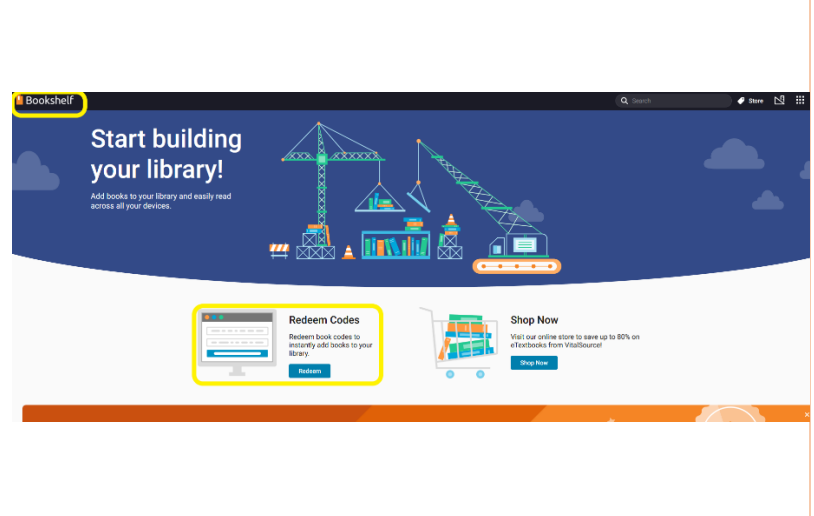 Bookshelf
Search
Store
Start building
your library!
Add books to your library and easily read
across all your devices.
Redeem Codes
Redeem book codes to
instantly add books to your
library.
Redeem
Shop Now
Visit our online store to save up to 80% on
eTextbooks from VitalSource!
Shop Now